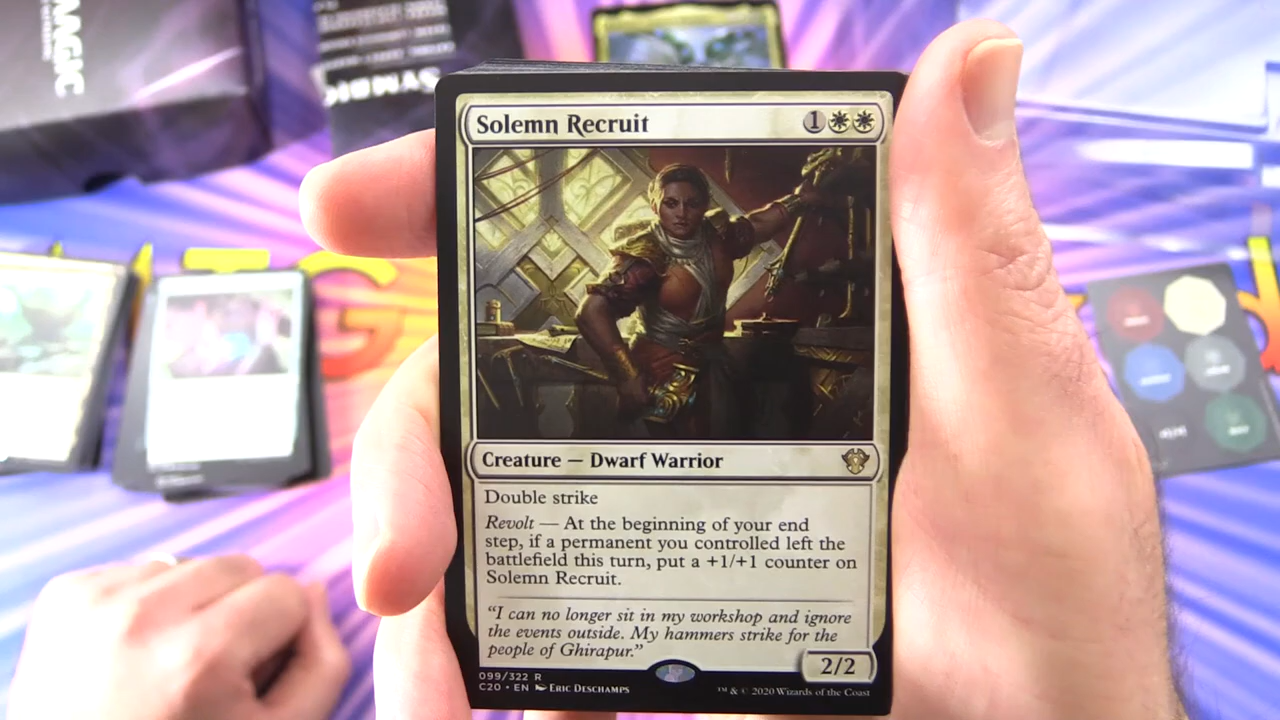 MAGIC
SYMBIO
Solemn Recruit
1
Creature — Dwarf Warrior
Double strike
Revolt — At the beginning of your end
step, if a permanent you controlled left the
battlefield this turn, put a +1/+1 counter on
Solemn Recruit.
“I can no longer sit in my workshop and ignore
the events outside. My hammers strike for the
people of Ghirapur.”
2/2
099/322 R
C20 • EN Eric Deschamps
™ & © 2020 Wizards of the Coast